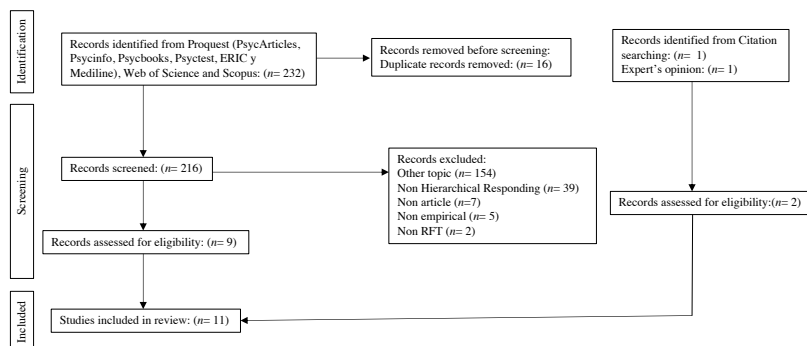 Identification
Records identified from Proquest (PsycArticles,
Psycinfo, Psycbooks, Psyctest, ERIC y
Mediline), Web of Science and Scopus: (n= 232)
Records removed before screening:
Duplicate records removed: (n = 16)
Records identified from Citation
searching: (n= 1)
Expert's opinion: (n= 1)
Screening
Records screened: (n = 216)
Records excluded:
Other topic (n = 154)
Non Hierarchical Responding (n = 39)
Non article (n=7)
Non empirical (n = 5)
Non RFT (n = 2)
Records assessed for eligibility:(n = 2)
Records assessed for eligibility: (n= 9)
Included
Studies included in review: (n= 11)